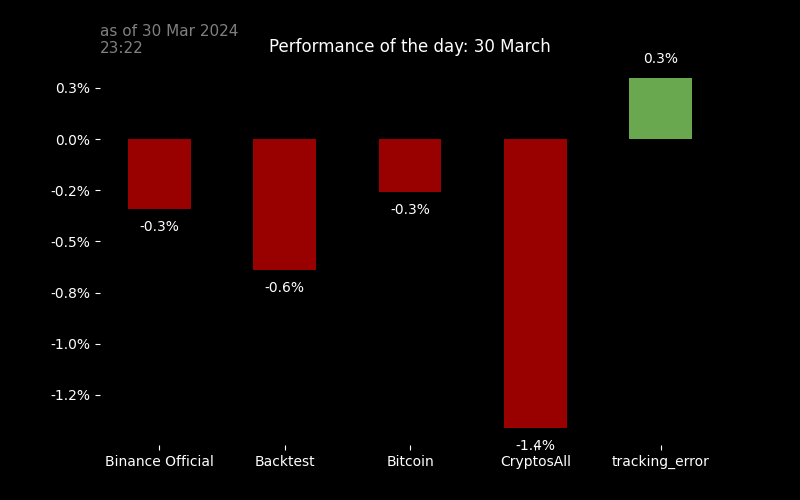 as of 30 Mar 2024
23:22
Performance of the day: 30 March
0.3%
0.3%
0.0%
-0.2%
-0.3%
-0.3%
-0.5%
-0.6%
-0.8%
-1.0%
-1.2%
-1.4%
Binance Official
Backtest
Bitcoin
CryptosAll
tracking_error